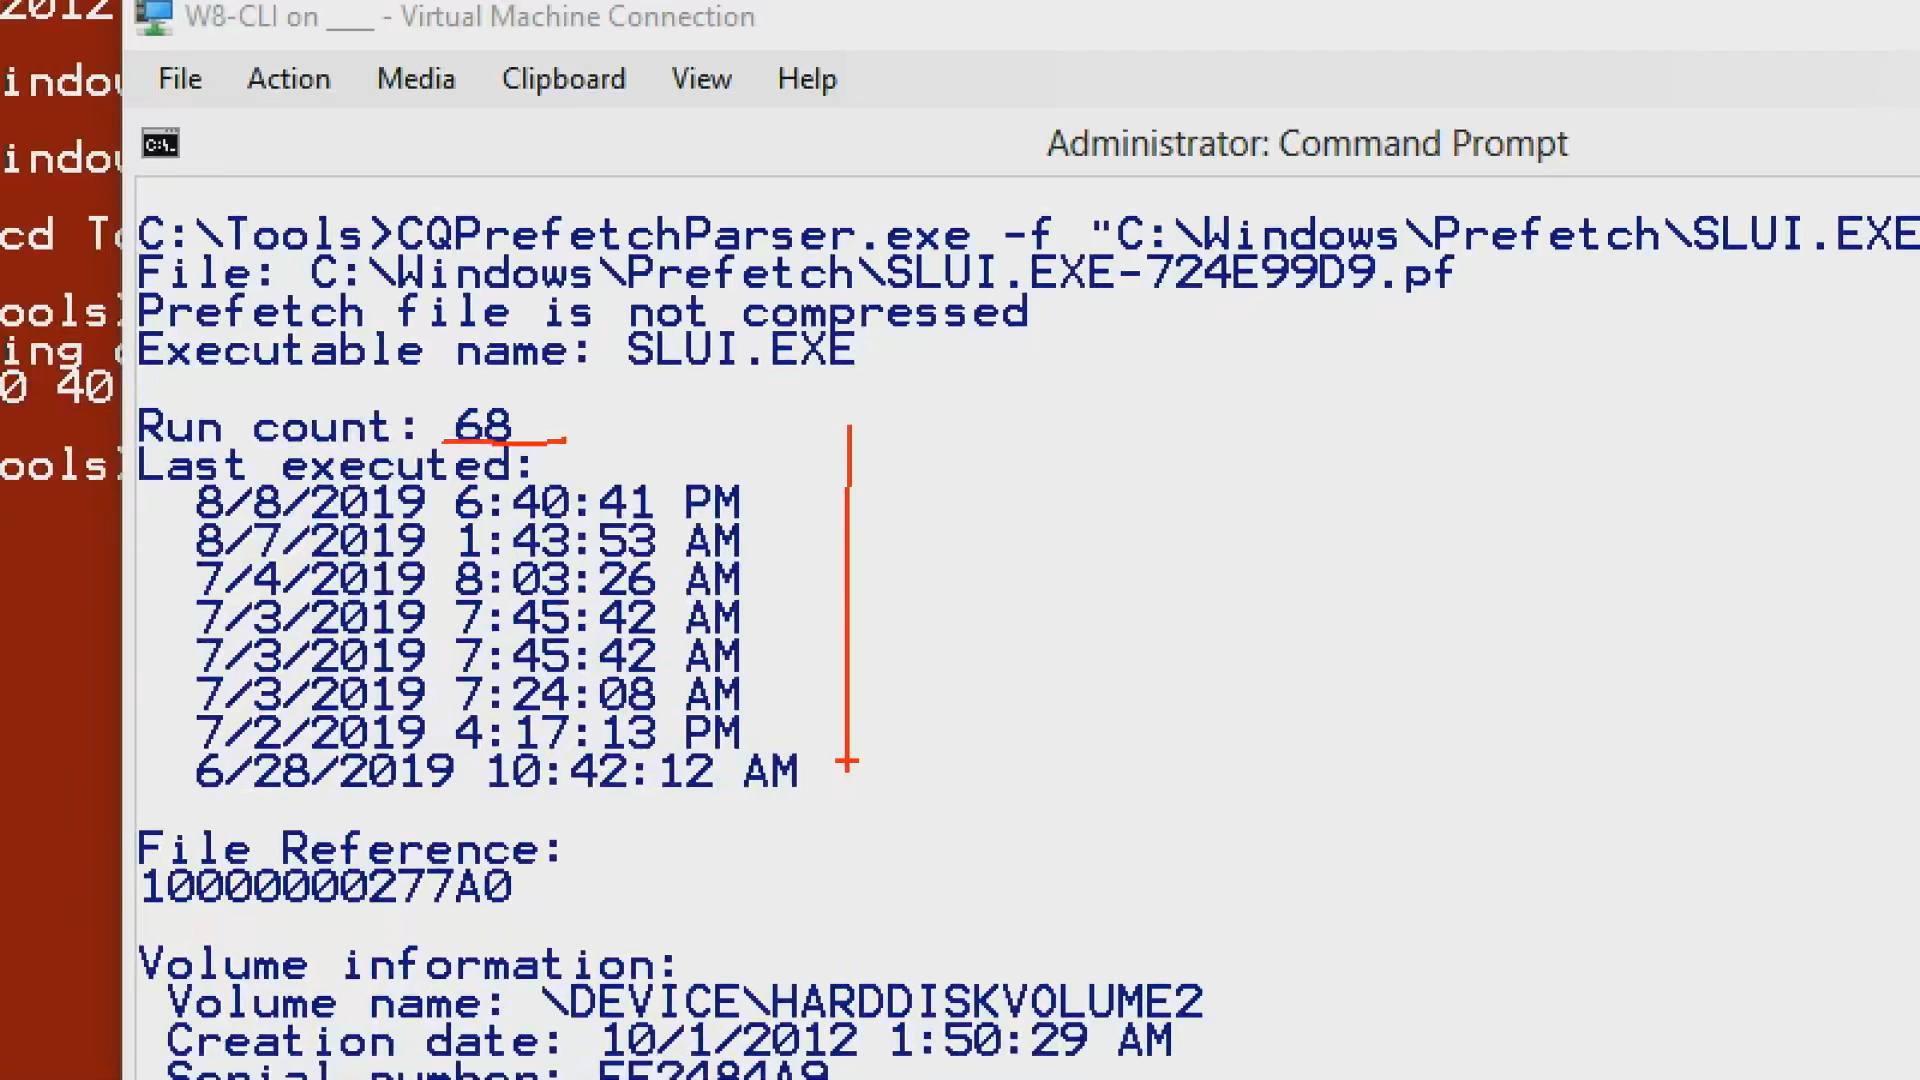 2012
W8-CLI on ___ - Virtual Machine Connection
File Action Media Clipboard View Help
Administrator: Command Prompt
C:\Tools>CQPrefetchParser.exe -f "C:\Windows\Prefetch\SLUI.EXE
File: C:\Windows\Prefetch\SLUI.EXE-724E99D9.pf
Prefetch file is not compressed
Executable name: SLUI.EXE
Run count: 68
Last executed:
8/8/2019 6:40:41 PM
8/7/2019 1:43:53 AM
7/4/2019 8:03:26 AM
7/3/2019 7:45:42 AM
7/3/2019 7:45:42 AM
7/3/2019 7:24:08 AM
7/2/2019 4:17:13 PM
6/28/2019 10:42:12 AM
File Reference:
10000000277A0
Volume information:
Volume name: \DEVICE\HARDDISKVOLUME2
Creation date: 10/1/2012 1:50:29 AM
Serial number: